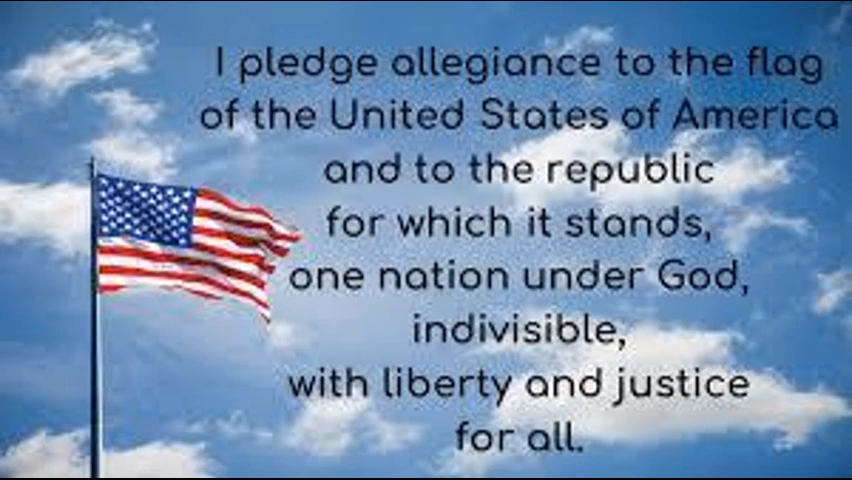 I pledge allegiance to the flag
of the United States of America
and to the republic
for which it stands,
one nation under God,
indivisible,
with liberty and justice
for all.